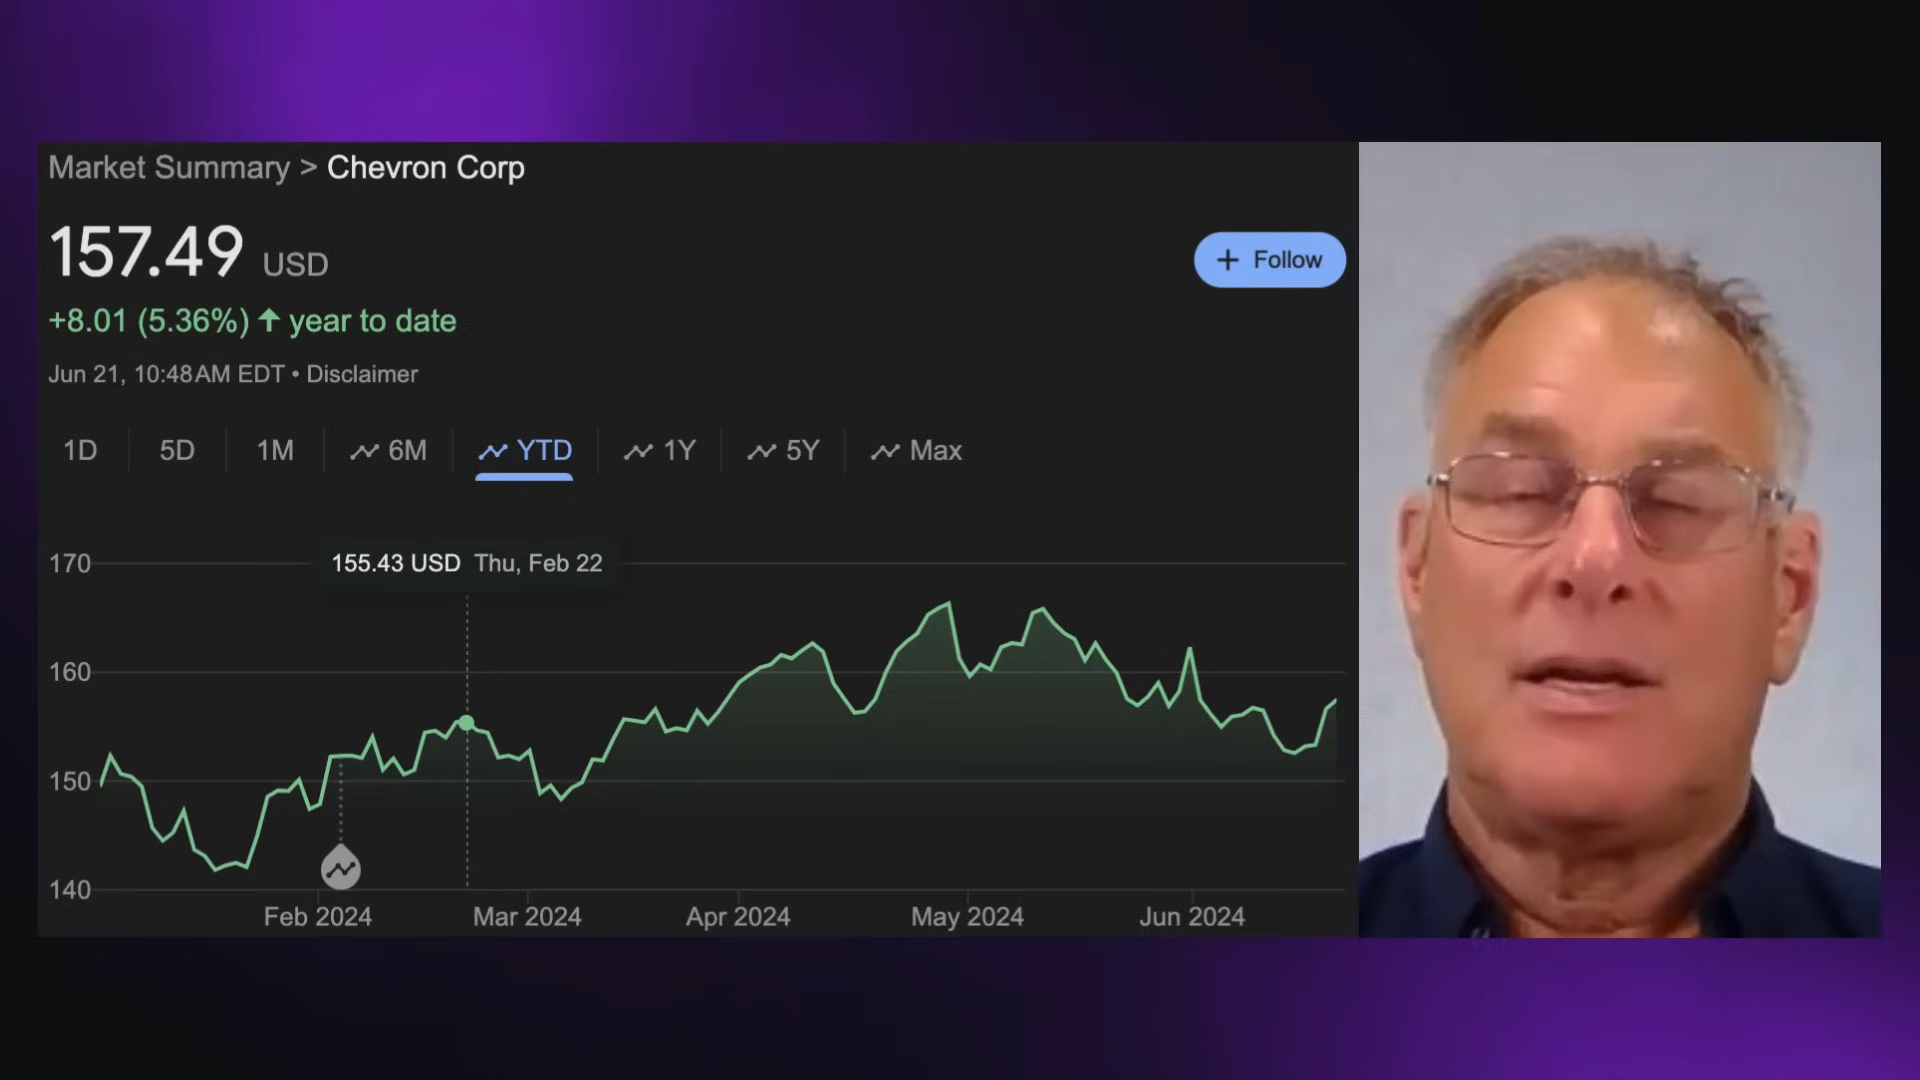 Market Summary > Chevron Corp
157.49 USD
+ Follow
+8.01 (5.36%) ↑ year to date
Jun 21, 10:48 AM EDT • Disclaimer
1D 5D 1M 6M YTD 1Y 5Y Max
170
155.43 USD Thu, Feb 22
160
150
140
Feb 2024 Mar 2024 Apr 2024 May 2024 Jun 2024